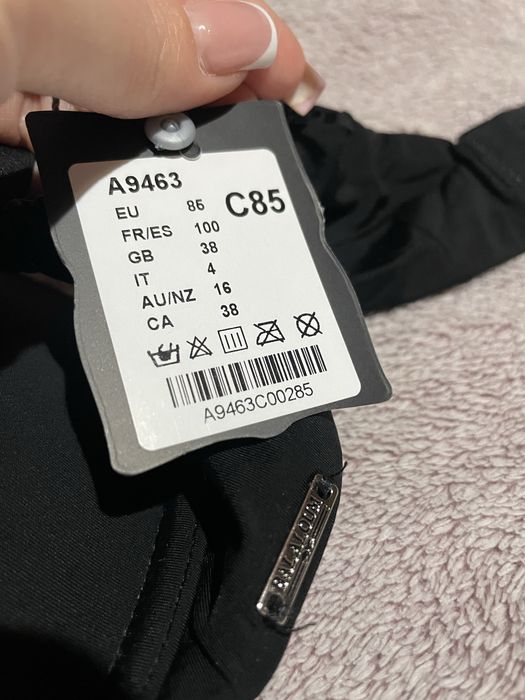 A9463
C85
EU 85
FR/ES 100
GB 38
IT 4
AU/NZ 16
CA 38
A9463C00285